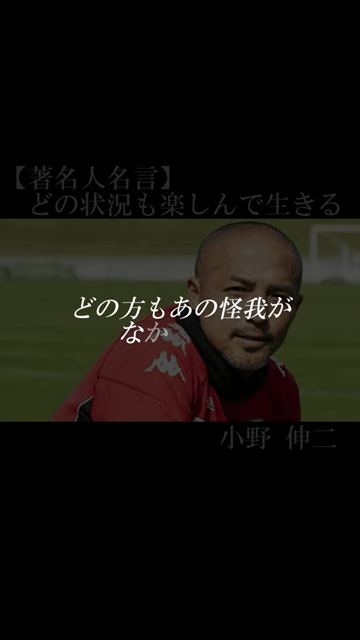 【著名人名言】
どの状況も楽しんで生きる
どの方もあの怪我が
なか
小野 伸二